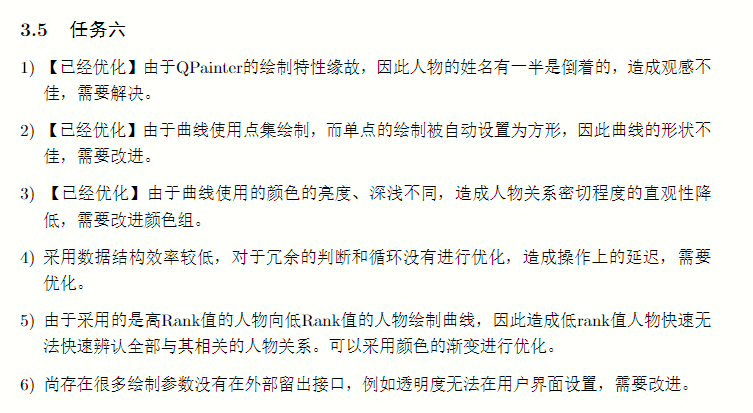 3.5 任务六
1) 【已经优化】由于QPainter的绘制特性缘故，因此人物的姓名有一半是倒着的，造成观感不
佳，需要解决。
2) 【已经优化】由于曲线使用点集绘制，而单点的绘制被自动设置为方形，因此曲线的形状不
佳，需要改进。
3) 【已经优化】由于曲线使用的颜色的亮度、深浅不同，造成人物关系密切程度的直观性降
低，需要改进颜色组。
4) 采用数据结构效率较低，对于冗余的判断和循环没有进行优化，造成操作上的延迟，需要
优化。
5) 由于采用的是高Rank值的人物向低Rank值的人物绘制曲线，因此造成低rank值人物快速无
法快速辨认全部与其相关的人物关系。可以采用颜色的渐变进行优化。
6) 尚存在很多绘制参数没有在外部留出接口，例如透明度无法在用户界面设置，需要改进。